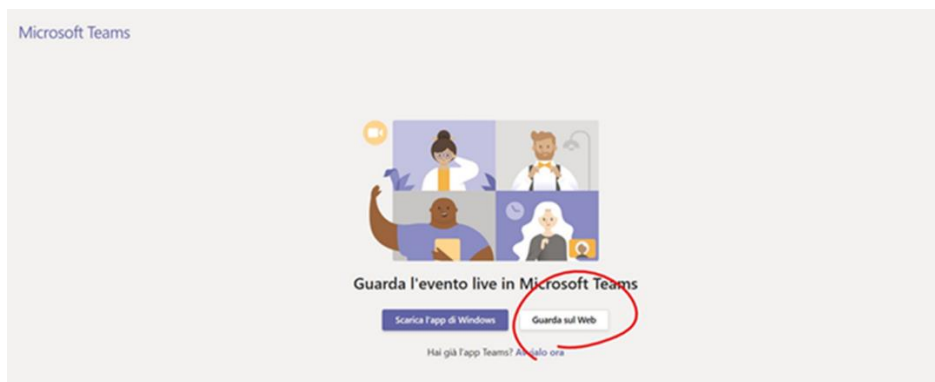 Microsoft Teams
Guarda l'evento live in Microsoft Teams
Scarica l'app di Windows
Guarda sul Web
Hai già l'app Teams? Avvialo ora